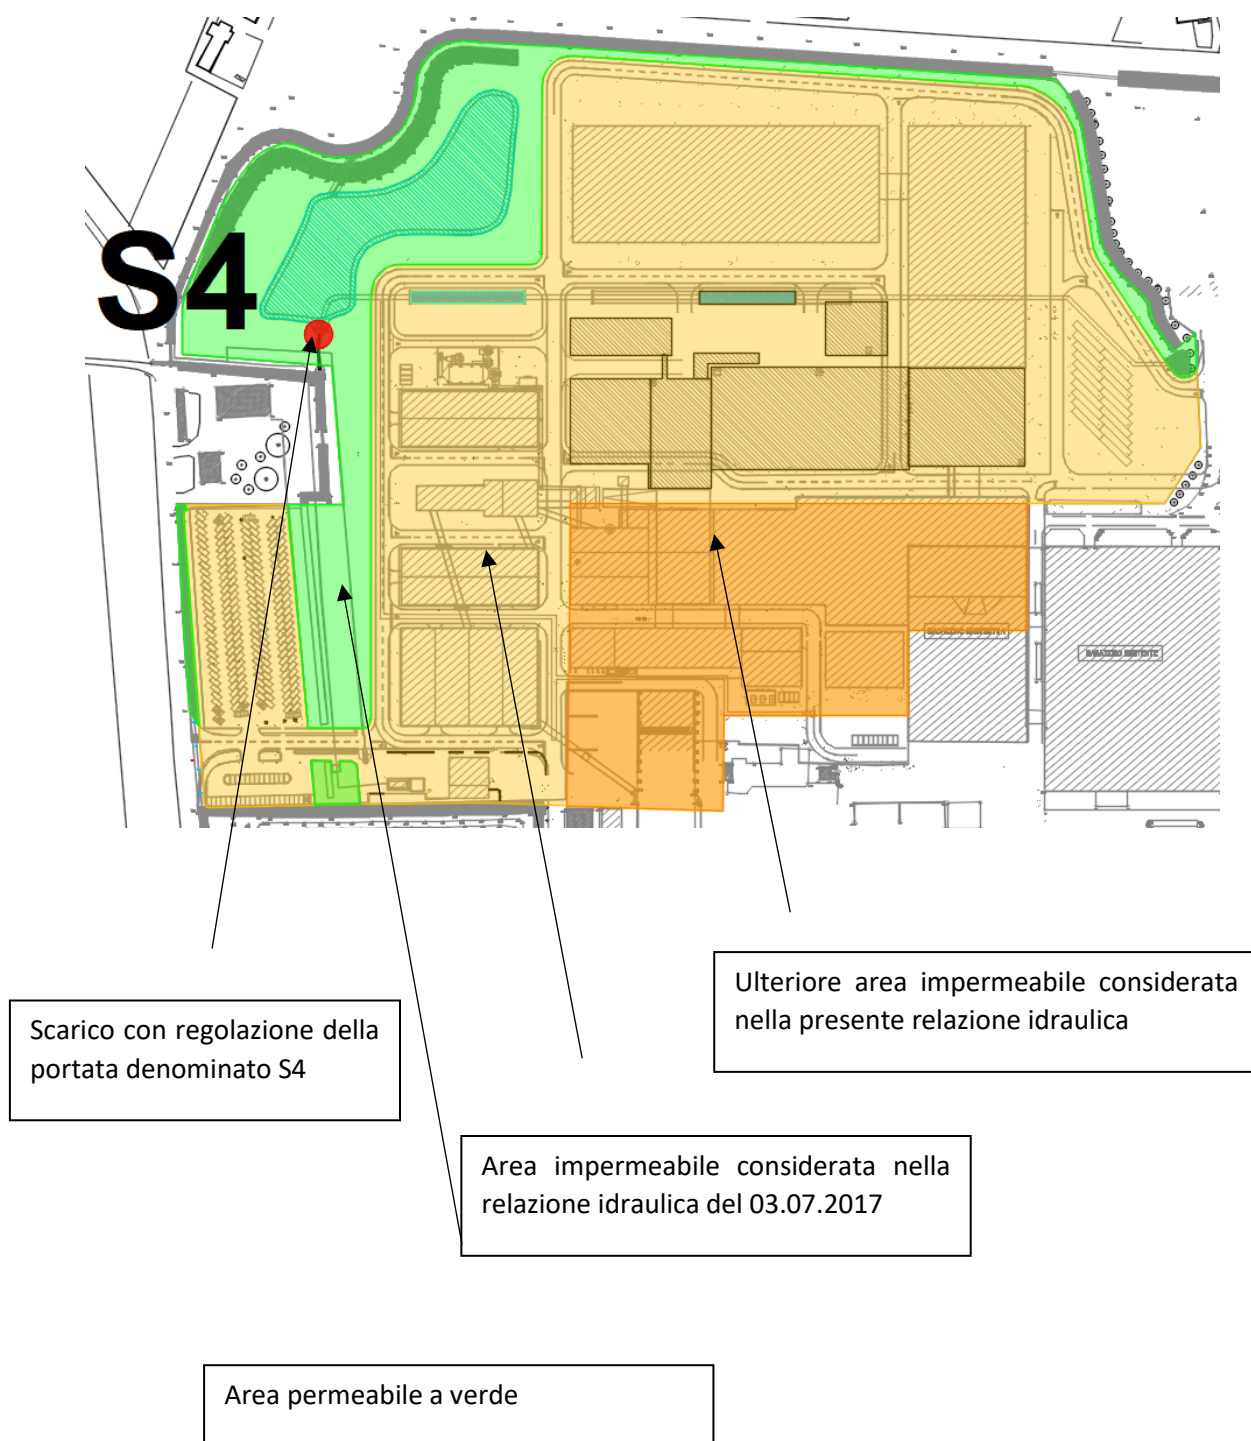 S4
Ulteriore area impermeabile considerata
nella presente relazione idraulica
Scarico con regolazione della
portata denominato S4
Area impermeabile considerata nella
relazione idraulica del 03.07.2017
Area permeabile a verde